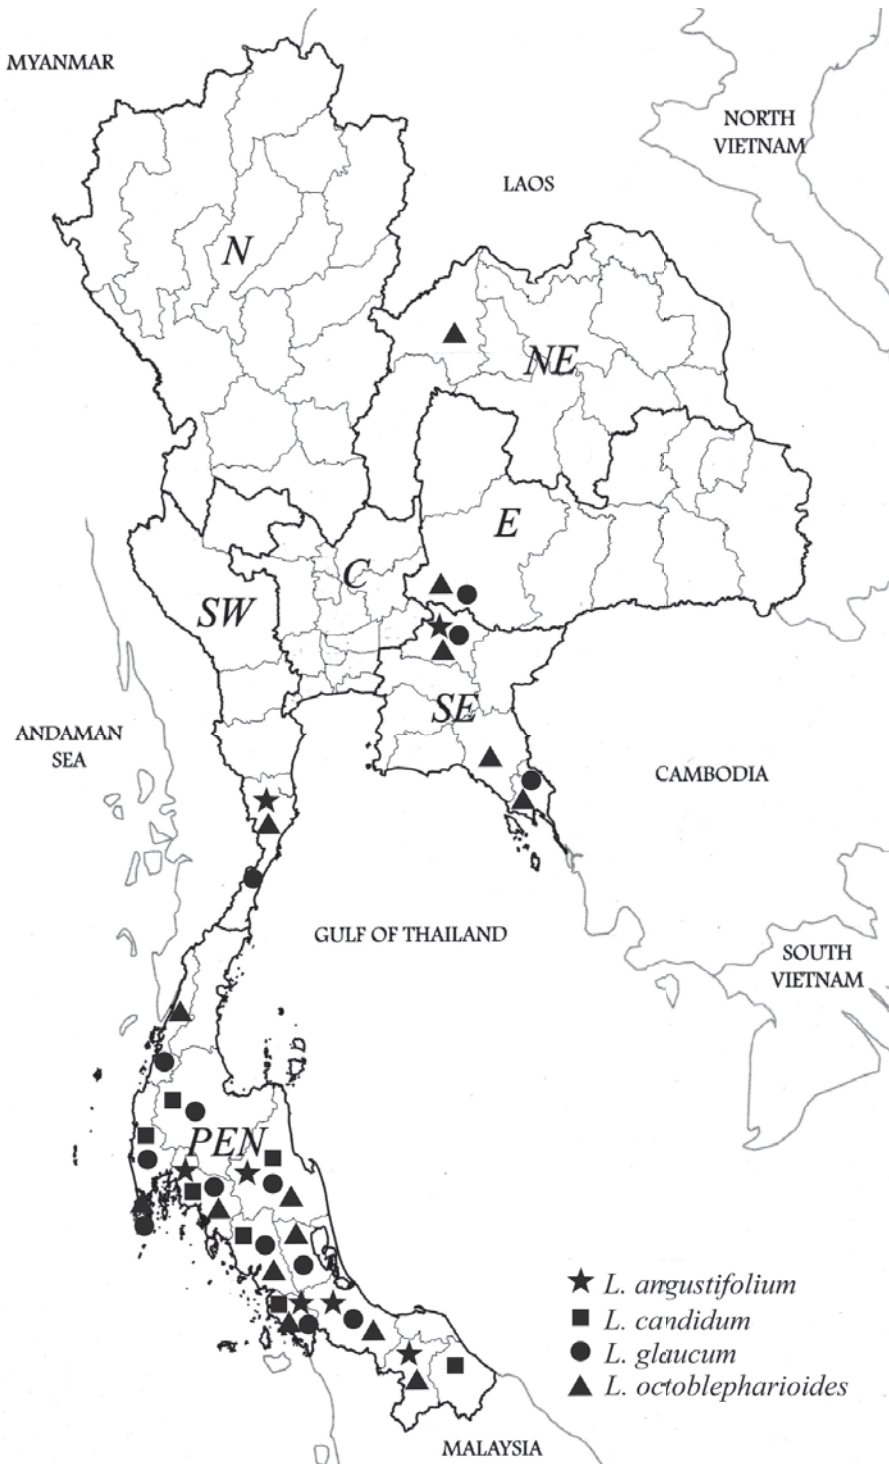 MYANMAR
NORTH
VIETNAM
LAOS
N
NE
E
C
SW
SE
ANDAMAN
SEA
CAMBODIA
GULF OF THAILAND
SOUTH
VIETNAM
PEN
L. angustifolium
L. candidum
L. glaucum
L. octoblepharioides
MALAYSIA